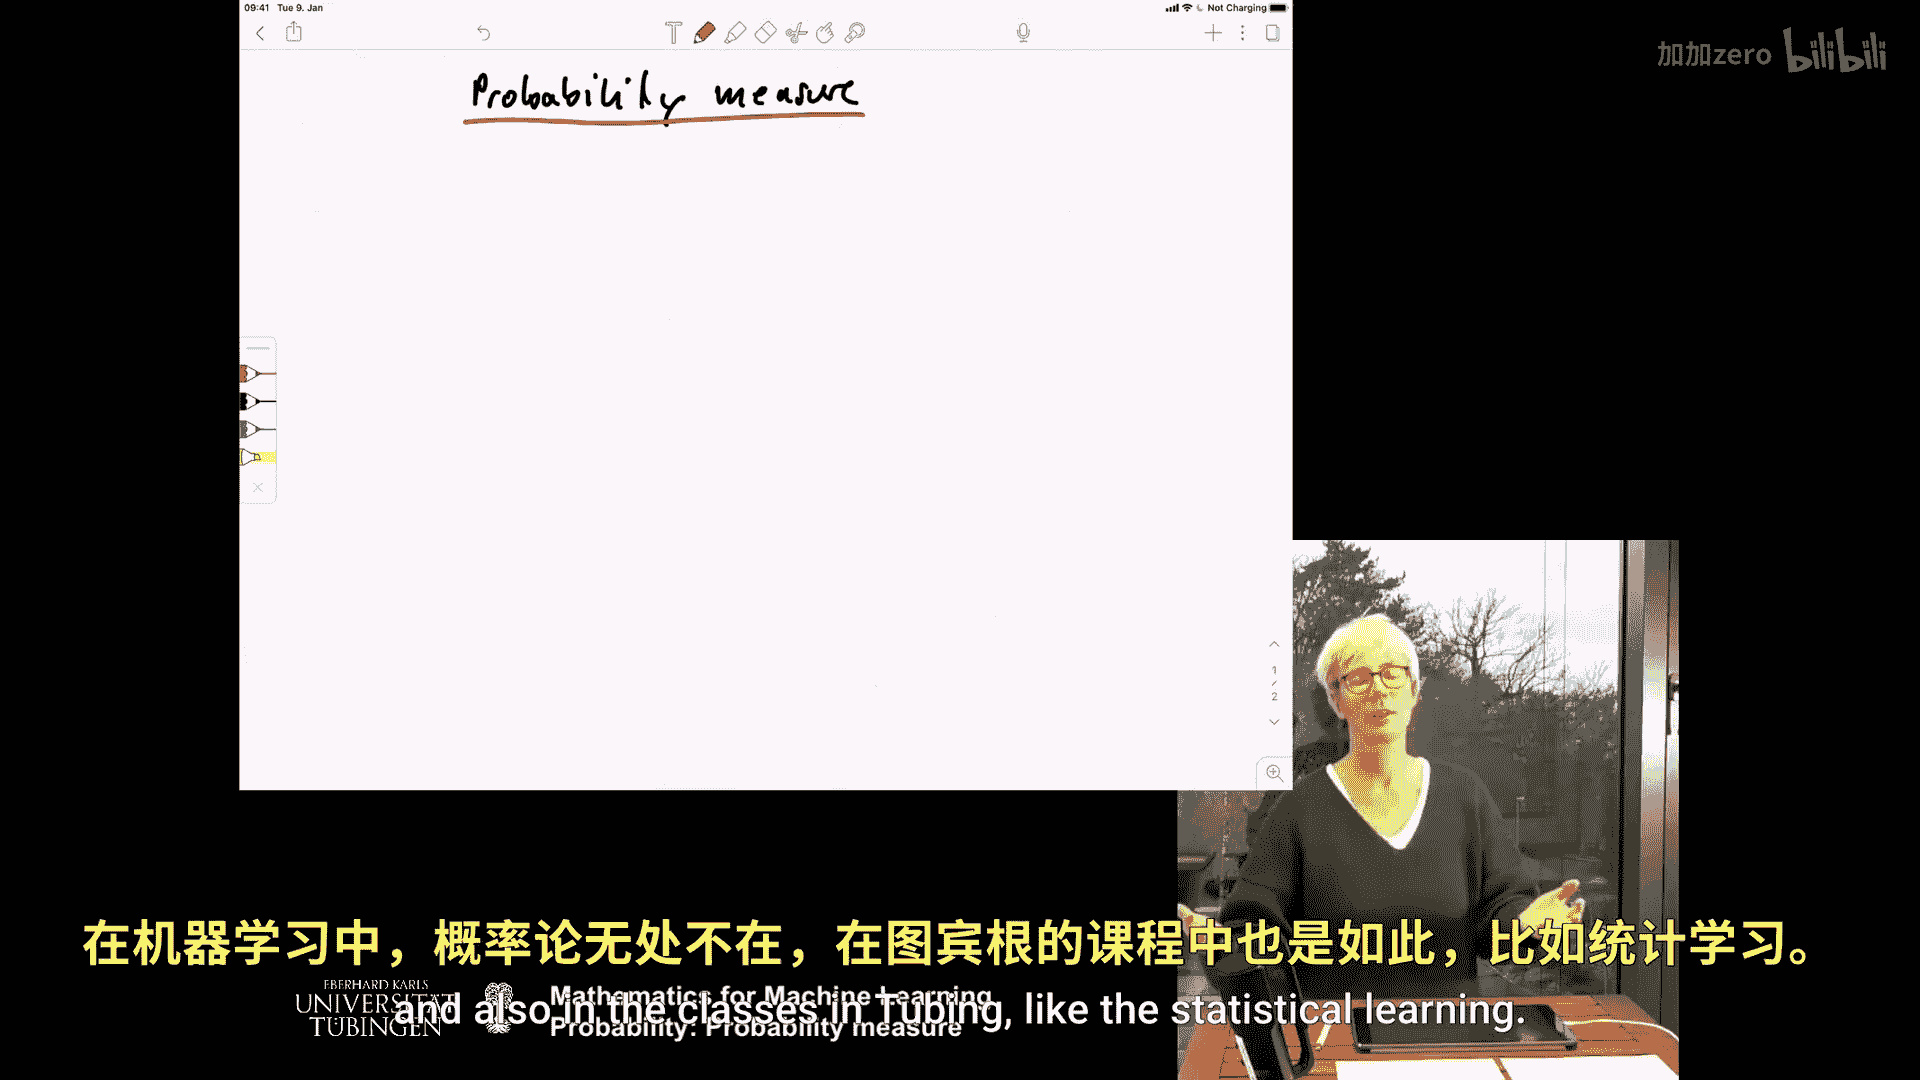 09:41 Tue 9. Jan
Not Charging
加加zero bilibili
Probability measure
1
/
2
在机器学习中，概率论无处不在，在图宾根的课程中也是如此，比如统计学习。
EBERHARD KARLS
UNIVERSITÄT
TÜBINGEN
Mathematics for Machine Learning
Probability: Probability measure
and also in the classes in Tubing, like the statistical learning.